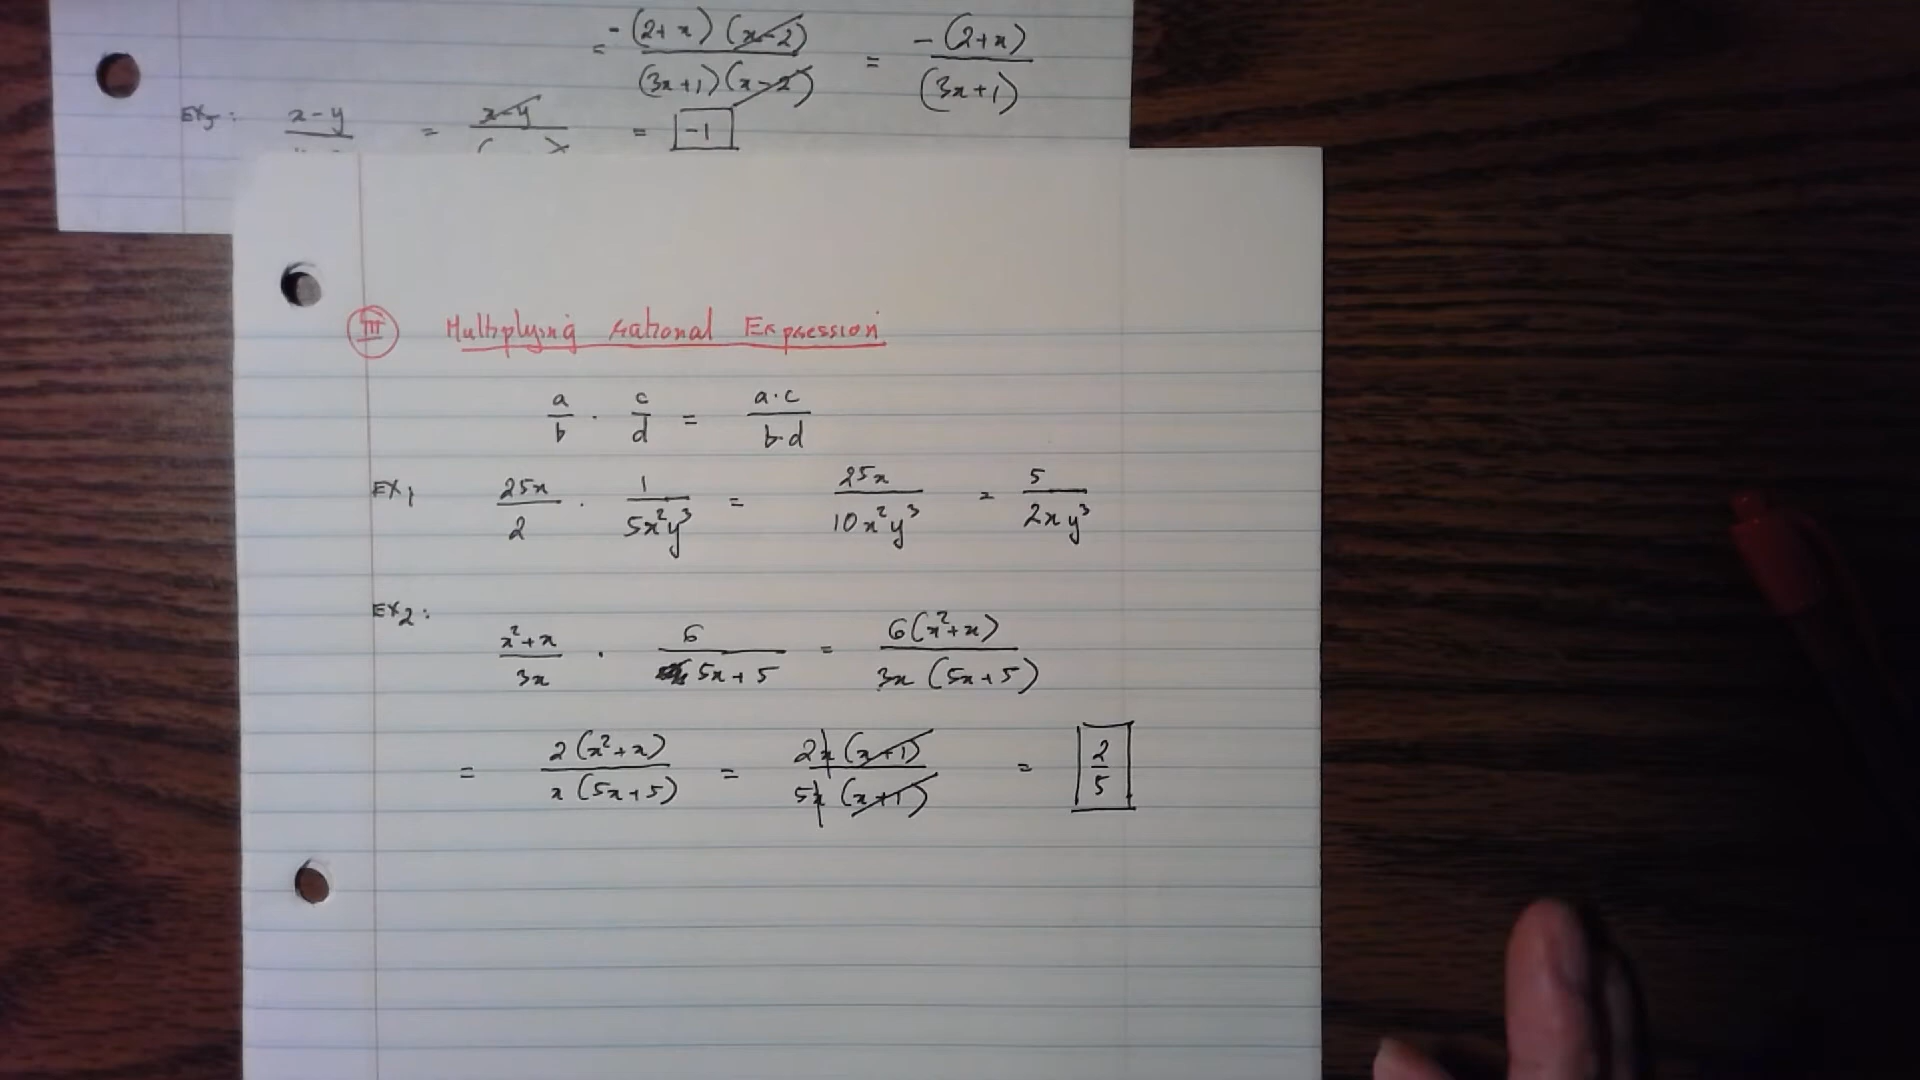 = -(2+x)(x-2) / (3x+1)(x-2) = -(2+x) / (3x+1)
EX5: x-y = x-y = -1
III Multiplying rational Expression
a/b · c/d = a·c / b·d
EX1 25x/2 · 1/5x²y³ = 25x/10x²y³ = 5/2xy³
EX2: x²+x / 3x · 6 / 5x+5 = 6(x²+x) / 3x(5x+5)
= 2(x²+x) / x(5x+5) = 2x(x+1) / 5x(x+1) = 2/5